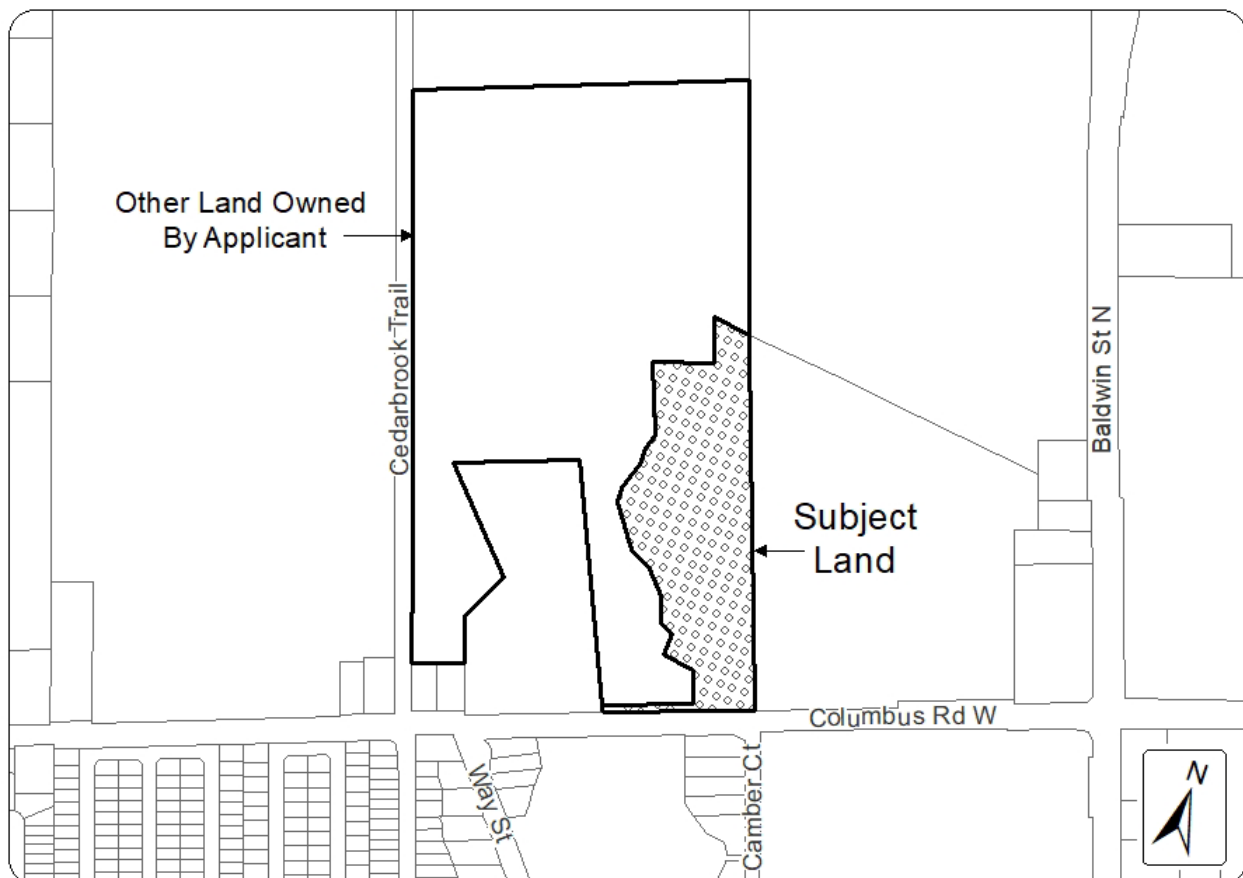 Other Land Owned
By Applicant
Cedarbrook Trail
Baldwin St N
Subject
Land
Columbus Rd W
Way St
Camber Ct
N